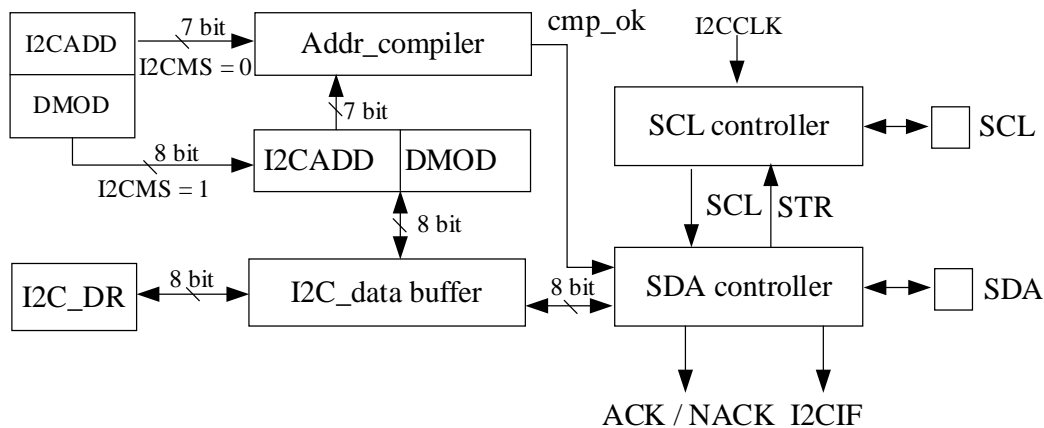 I2CADD
DMOD
7 bit
I2CMS = 0
Addr_compiler
cmp_ok
I2CCLK
7 bit
SCL controller
SCL
8 bit
I2CMS = 1
I2CADD
DMOD
SCL
STR
8 bit
I2C_DR
8 bit
I2C_data buffer
8 bit
SDA controller
SDA
ACK / NACK
I2CIF